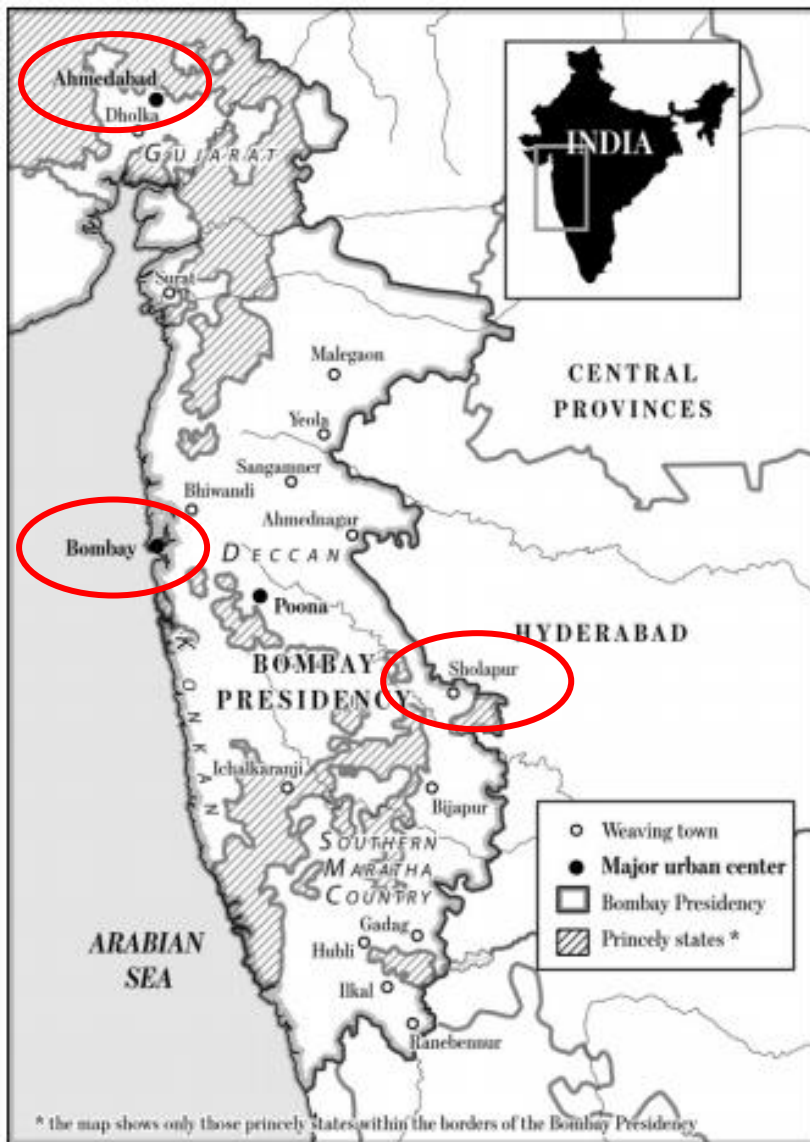 Ahmedabad
Dholka
GUJARAT
INDIA
Surat
Malegaon
CENTRAL
PROVINCES
Yeola
Sangamner
Bhiwandi
Ahmednagar
Bombay
DECCAN
Poona
HYDERABAD
KONKAN
BOMBAY
PRESIDENCY
Sholapur
Ichalkaranji
Bijapur
SOUTHERN
MARATHA
COUNTRY
Weaving town
Major urban center
Bombay Presidency
Princely states *
ARABIAN
SEA
Gadag
Hubli
Ilkal
Ranebennur
* the map shows only those princely states within the borders of the Bombay Presidency